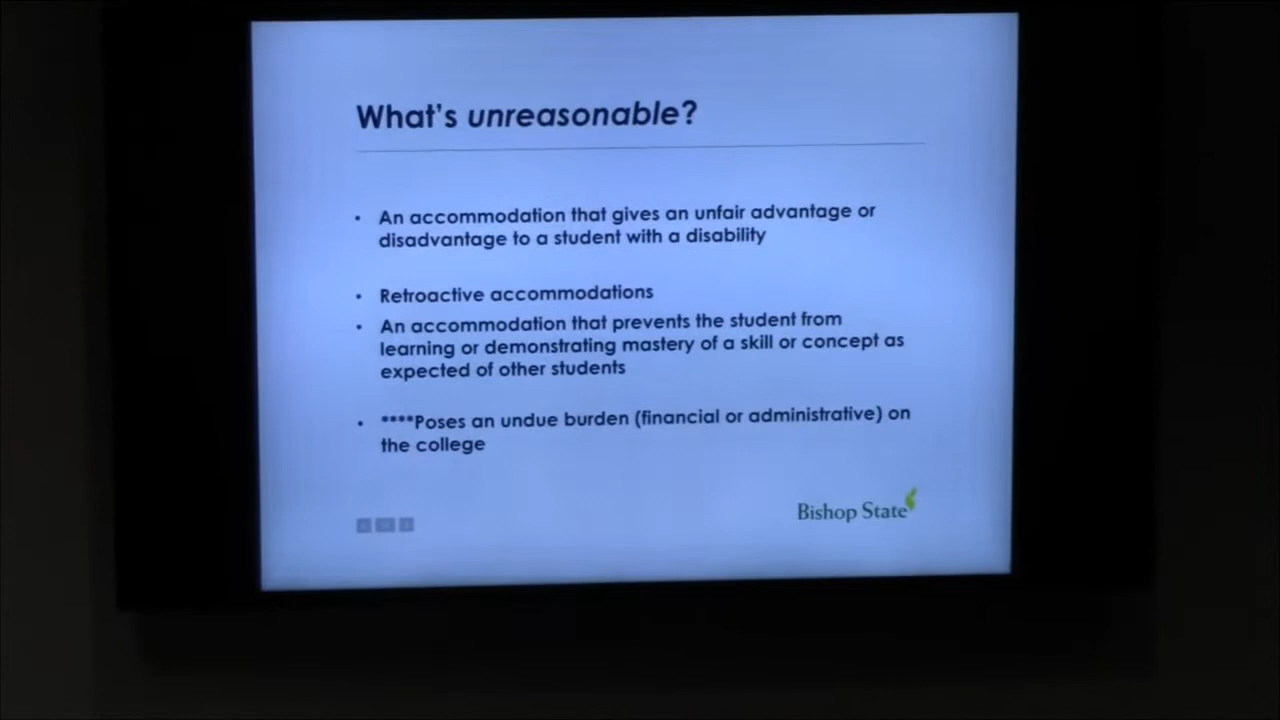 What's unreasonable?
• An accommodation that gives an unfair advantage or
disadvantage to a student with a disability
• Retroactive accommodations
• An accommodation that prevents the student from
learning or demonstrating mastery of a skill or concept as
expected of other students
• ****Poses an undue burden (financial or administrative) on
the college
Bishop State